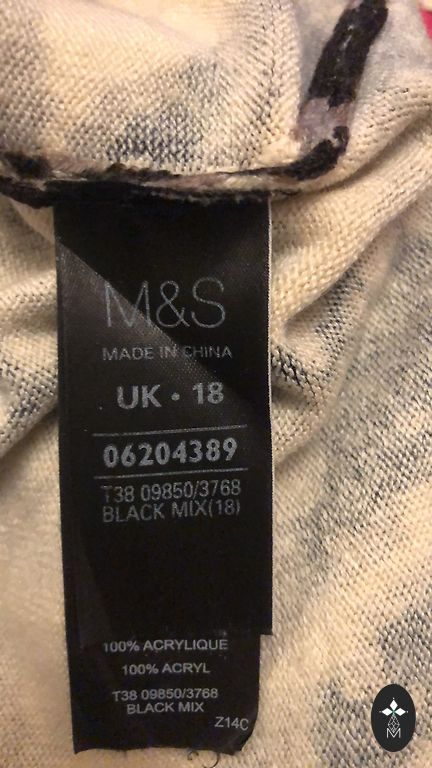 M&S
MADE IN CHINA
UK • 18
06204389
T38 09850/3768
BLACK MIX(18)
100% ACRYLIQUE
100% ACRYL
T38 09850/3768
BLACK MIX
Z14C
M